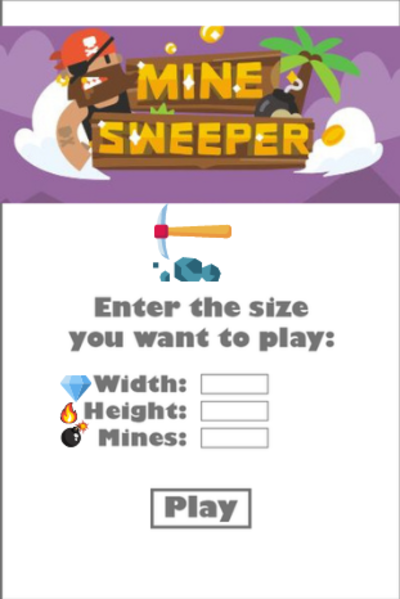 MINE
SWEEPER
Enter the size
you want to play:
Width:
Height:
Mines:
Play